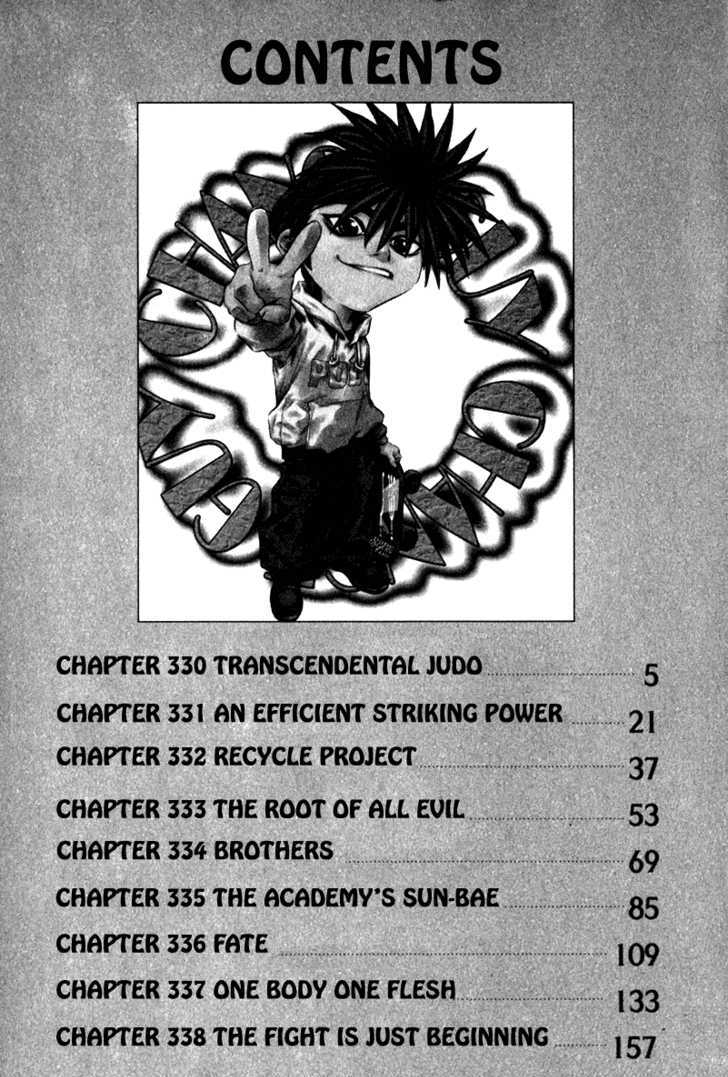 CONTENTS
CHAPTER 330 TRANSCENDENTAL JUDO 5
CHAPTER 331 AN EFFICIENT STRIKING POWER 21
CHAPTER 332 RECYCLE PROJECT 37
CHAPTER 333 THE ROOT OF ALL EVIL 53
CHAPTER 334 BROTHERS 69
CHAPTER 335 THE ACADEMY'S SUN-BAE 85
CHAPTER 336 FATE 109
CHAPTER 337 ONE BODY ONE FLESH 133
CHAPTER 338 THE FIGHT IS JUST BEGINNING 157